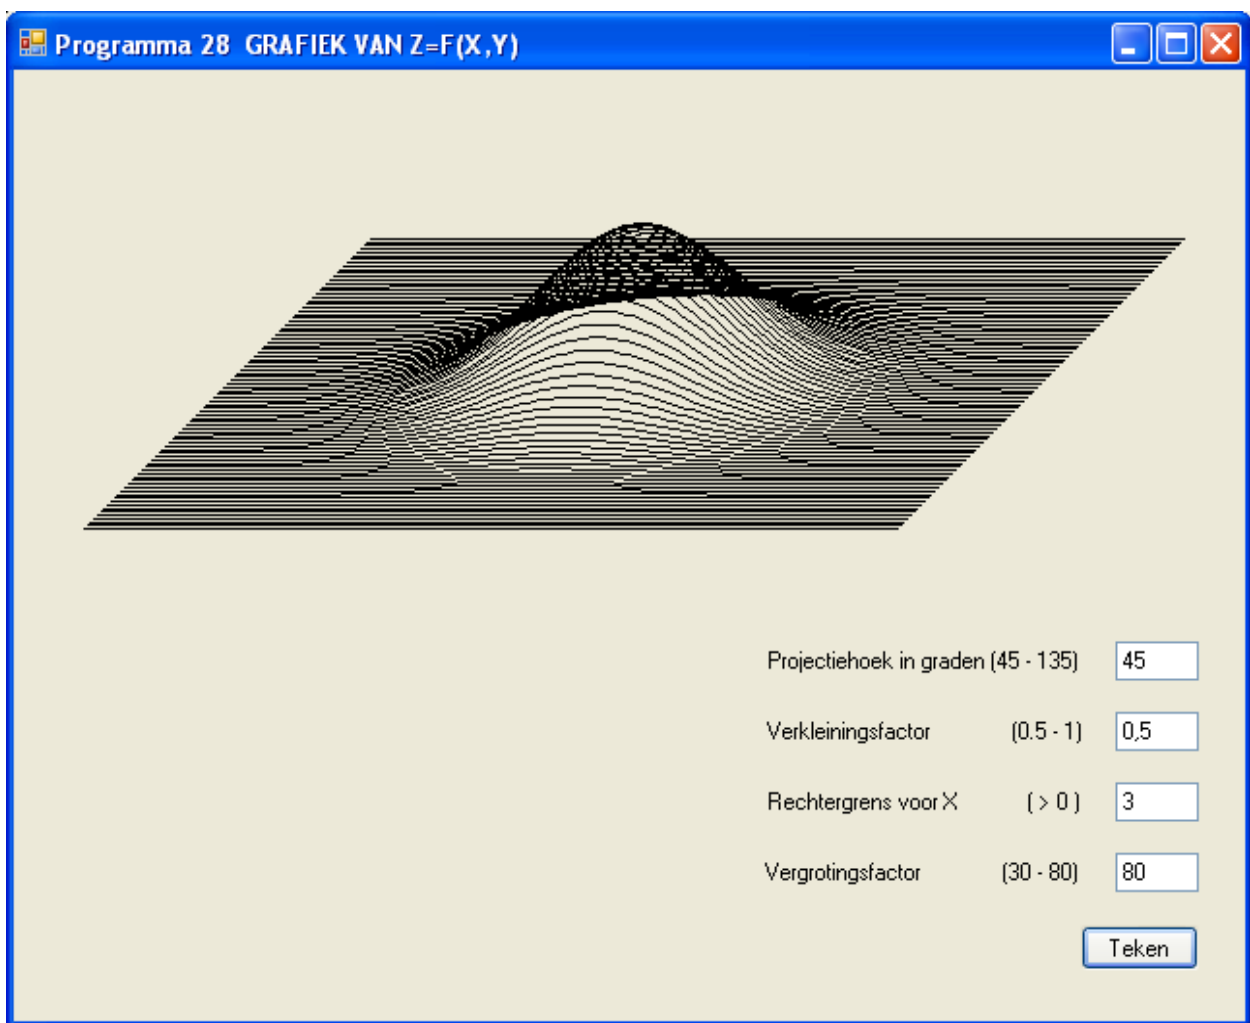 Programma 28 GRAFIEK VAN Z=F(X,Y)
Projectiehoek in graden (45 - 135) 45
Verkleiningsfactor (0.5 - 1) 0,5
Rechtergrens voor X ( > 0 ) 3
Vergrotingsfactor (30 - 80) 80
Teken